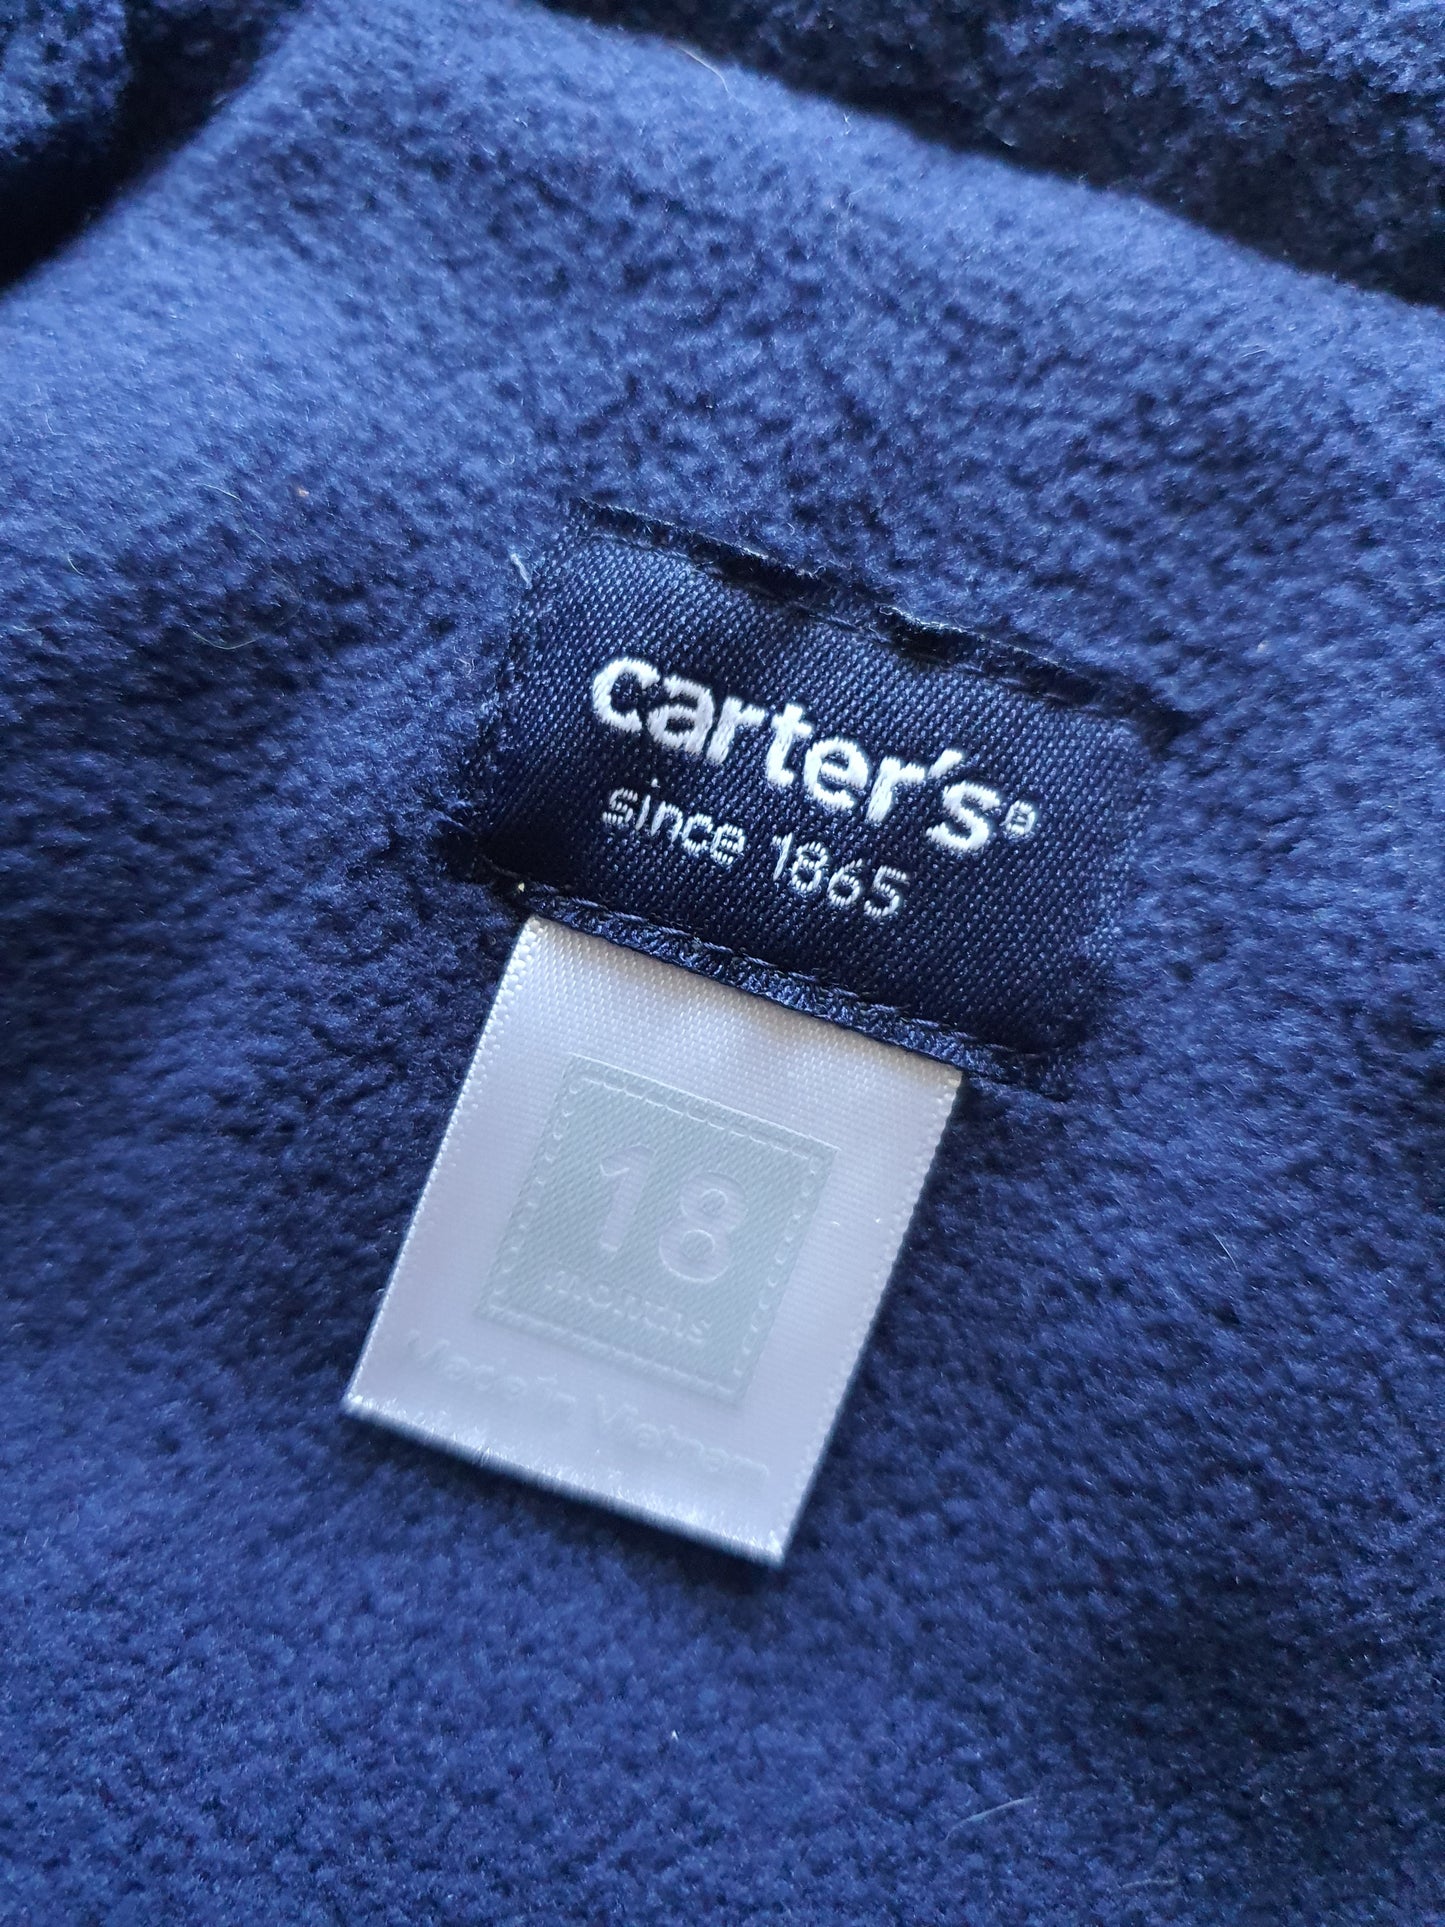 carter's®
since 1865
18
months
Made in Vietnam